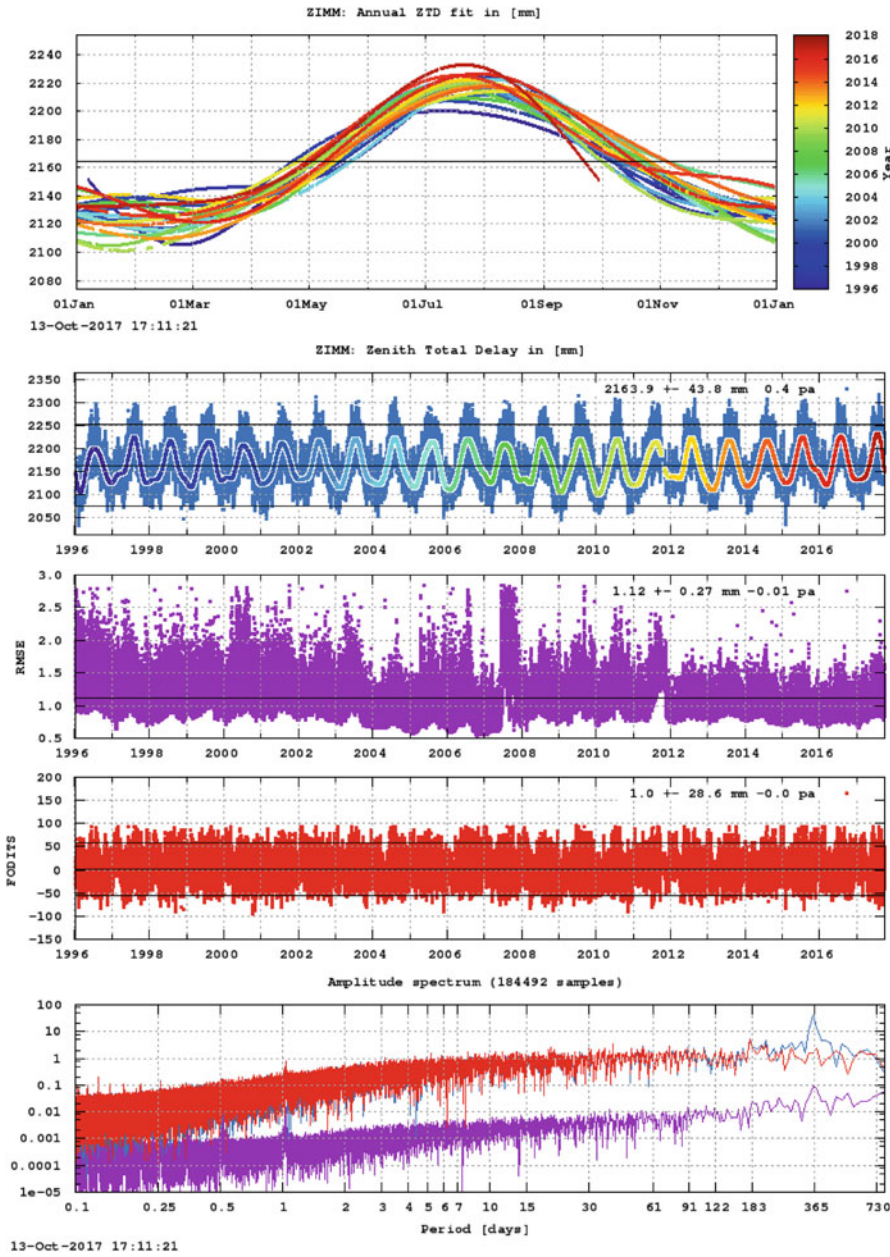 ZIMM: Annual ZTD fit in [mm]
2240
2220
2200
2180
2160
2140
2120
2100
2080
01Jan 01Mar 01May 01Jul 01Sep 01Nov 01Jan
2018
2016
2014
2012
2010
2008
2006
2004
2002
2000
1998
1996
Year
13-Oct-2017 17:11:21
ZIMM: Zenith Total Delay in [mm]
2163.9 +- 43.8 mm 0.4 pa
2350
2300
2250
2200
2150
2100
2050
1996 1998 2000 2002 2004 2006 2008 2010 2012 2014 2016
1.12 +- 0.27 mm -0.01 pa
RMSE
3.0
2.5
2.0
1.5
1.0
0.5
1996 1998 2000 2002 2004 2006 2008 2010 2012 2014 2016
1.0 +- 28.6 mm -0.0 pa
FODITS
200
150
100
50
0
-50
-100
-150
1996 1998 2000 2002 2004 2006 2008 2010 2012 2014 2016
Amplitude spectrum (184492 samples)
100
10
1
0.1
0.01
0.001
0.0001
1e-05
0.1 0.25 0.5 1 2 3 4 5 6 7 10 15 30 61 91 122 183 365 730
Period [days]
13-Oct-2017 17:11:21